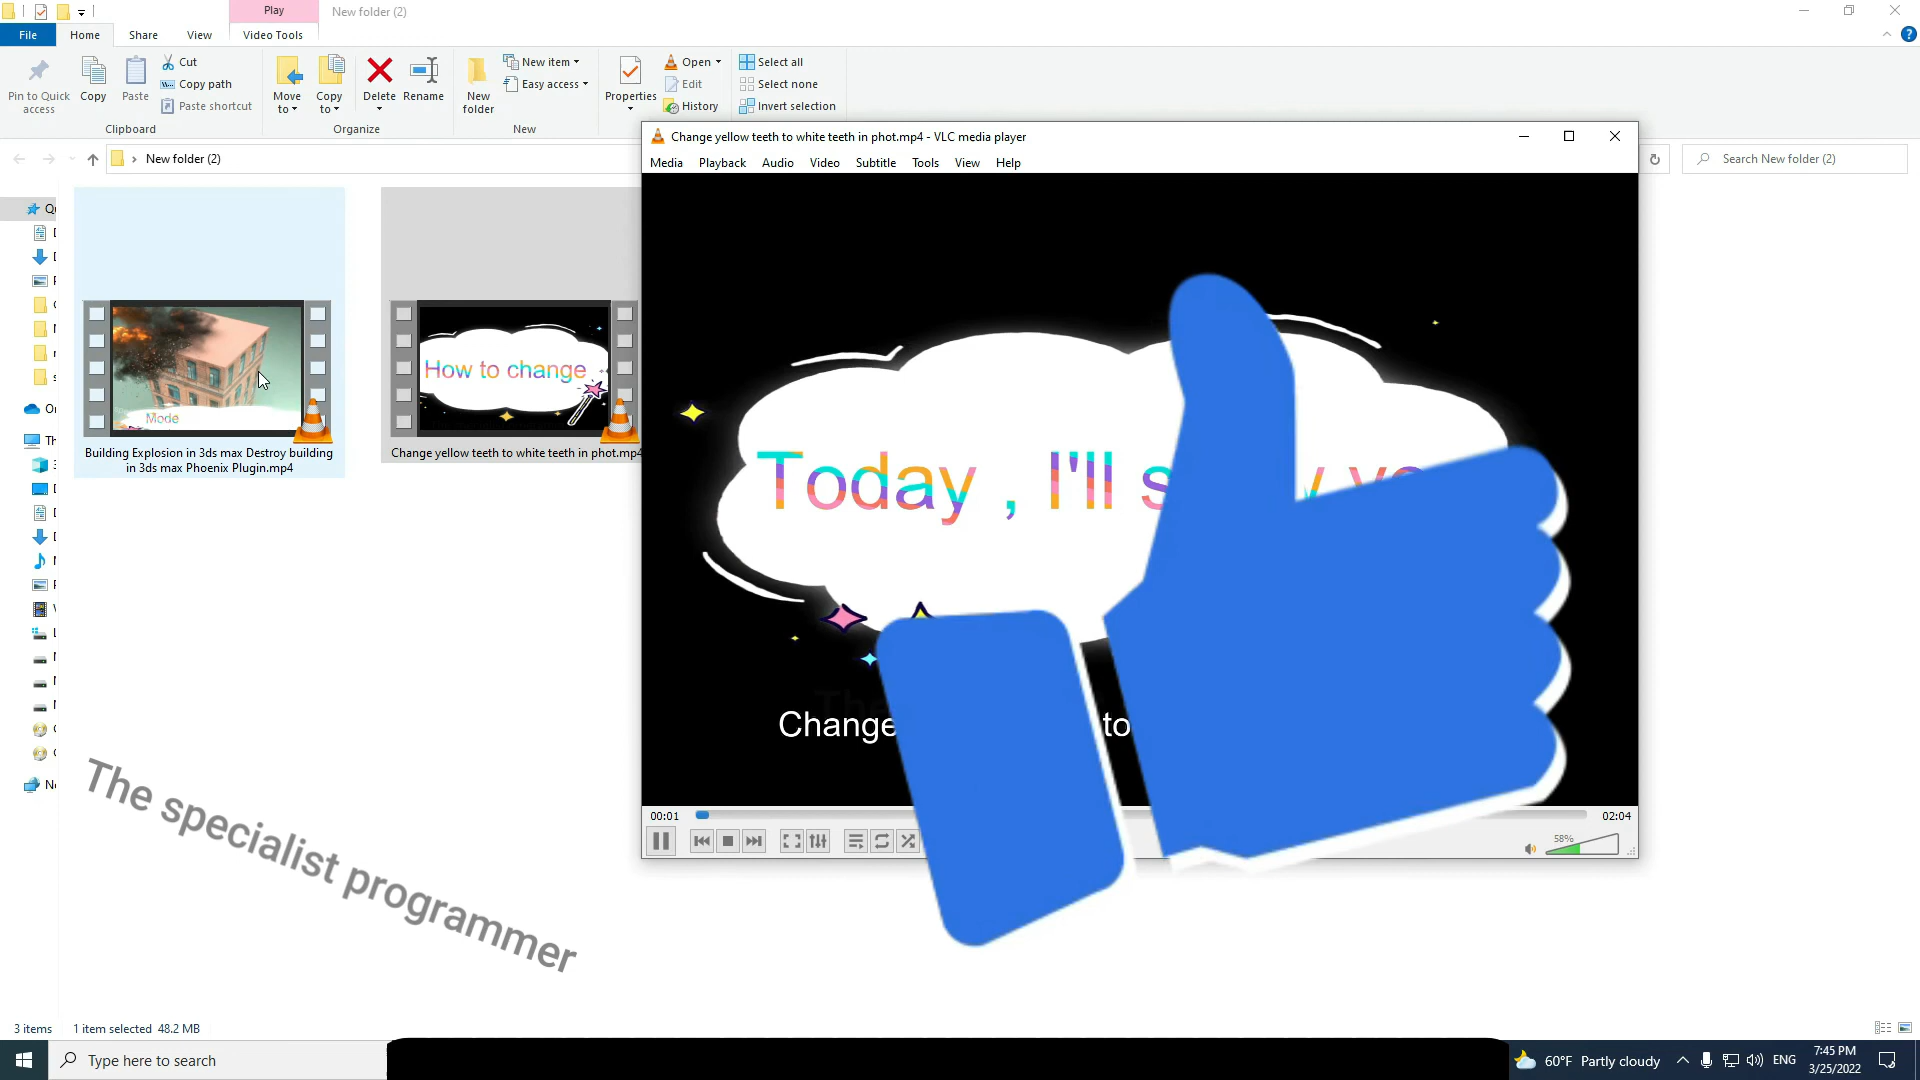 Play
New folder (2)
File
Home
Share
View
Video Tools
Pin to Quick
access
Copy
Paste
Cut
Copy path
Paste shortcut
Clipboard
Move
to
Copy
to
Delete
Rename
Organize
New
folder
New item
Easy access
New
Properties
Open
Edit
History
Select all
Select none
Invert selection
New folder (2)
Search New folder (2)
Change yellow teeth to white teeth in phot.mp4 - VLC media player
Media
Playback
Audio
Video
Subtitle
Tools
View
Help
Mode
Building Explosion in 3ds max Destroy building
in 3ds max Phoenix Plugin.mp4
How to change
Change yellow teeth to white teeth in phot.mp4
Today , I'll
Change
to
00:01
02:04
58%
The specialist programmer
3 items
1 item selected 48.2 MB
Type here to search
60°F Partly cloudy
ENG
7:45 PM
3/25/2022